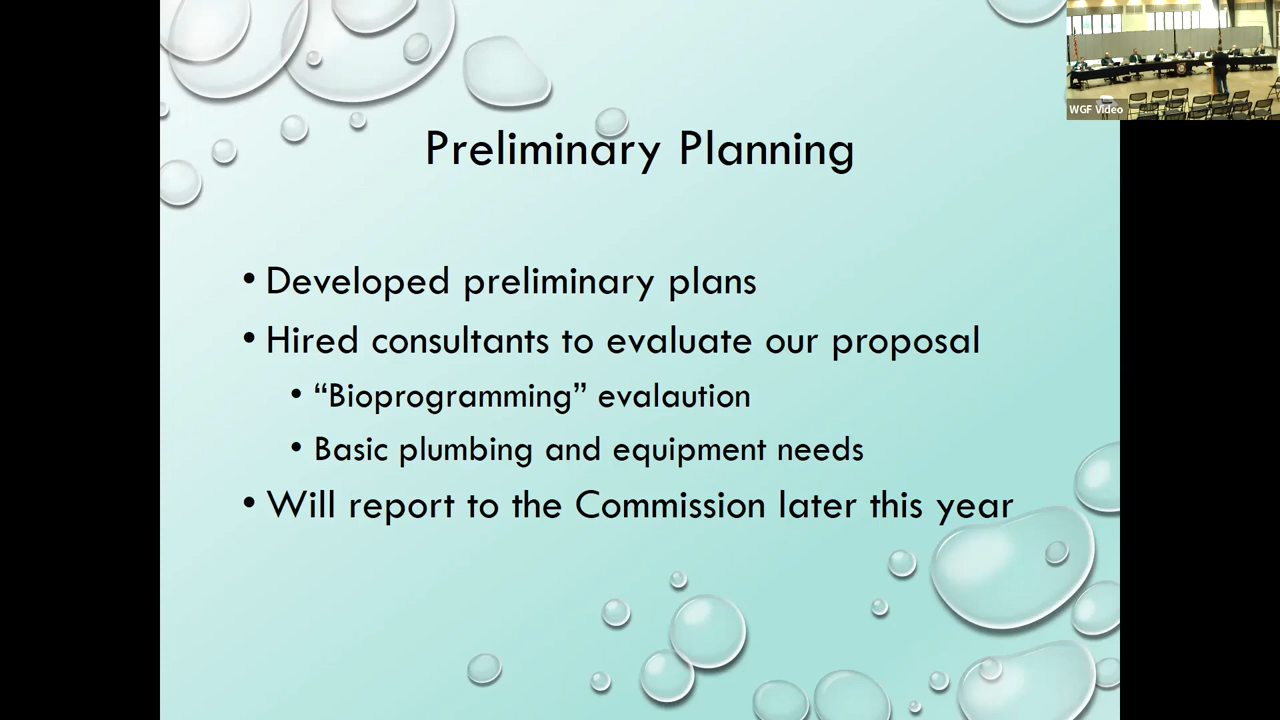 WGF Video
Preliminary Planning
• Developed preliminary plans
• Hired consultants to evaluate our proposal
• “Bioprogramming” evalaution
• Basic plumbing and equipment needs
• Will report to the Commission later this year